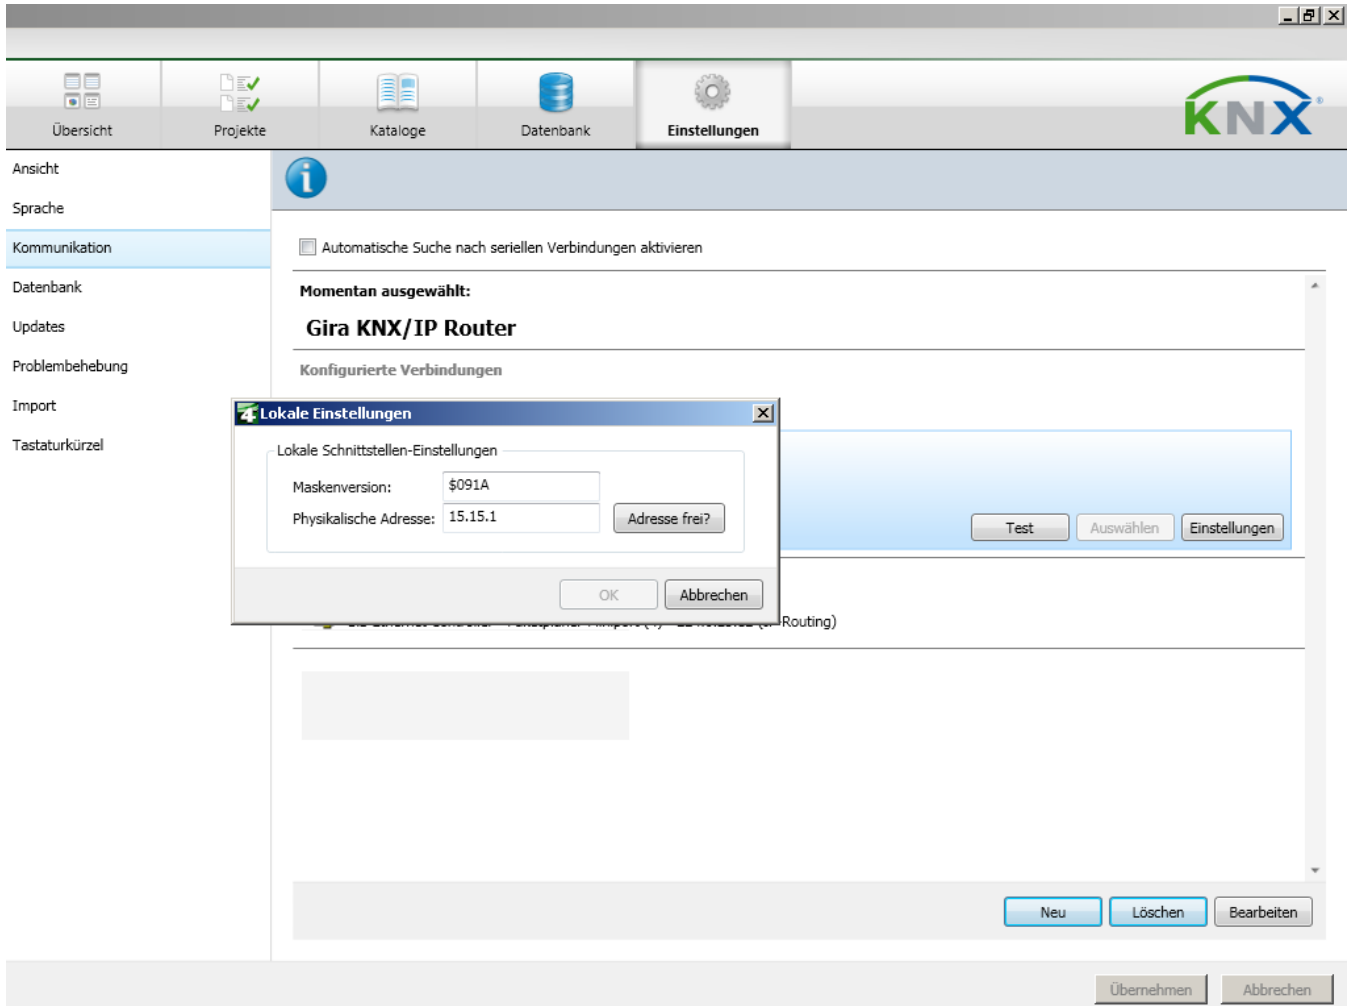 Übersicht
Projekte
Kataloge
Datenbank
Einstellungen
KNX®
Ansicht
Sprache
Kommunikation
Datenbank
Updates
Problembehebung
Import
Tastaturkürzel
Automatische Suche nach seriellen Verbindungen aktivieren
Momentan ausgewählt:
Gira KNX/IP Router
Konfigurierte Verbindungen
Lokale Einstellungen
Lokale Schnittstellen-Einstellungen
Maskenversion: $091A
Physikalische Adresse: 15.15.1 Adresse frei?
OK Abbrechen
Test Auswählen Einstellungen
Routing)
Neu Löschen Bearbeiten
Übernehmen Abbrechen